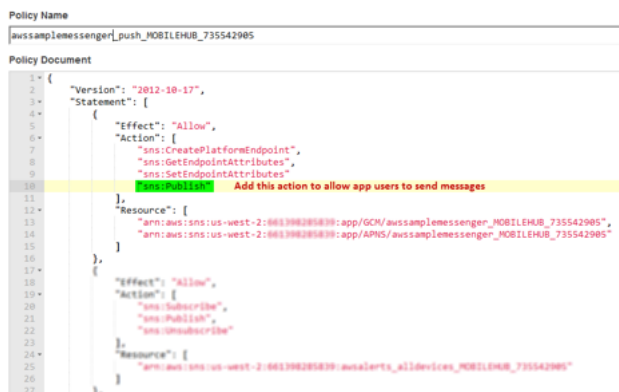 Policy Name
awssamplemessenger_push_MOBILEHUB_735542905
Policy Document
1 {
2 "Version": "2012-10-17",
3 "Statement": [
4 {
5 "Effect": "Allow",
6 "Action": [
7 "sns:CreatePlatformEndpoint",
8 "sns:GetEndpointAttributes",
9 "sns:SetEndpointAttributes"
10 "sns:Publish" Add this action to allow app users to send messages
11 ],
12 "Resource": [
13 "arn:aws:sns:us-west-2: :app/GCM/awssamplemessenger_MOBILEHUB_735542905",
14 "arn:aws:sns:us-west-2: :app/APNS/awssamplemessenger_MOBILEHUB_735542905"
15 ]
16 },
17 {
18 "Effect": "Allow",
19 "Action": [
20 "sns:Subscribe",
21 "sns:Publish",
22 "sns:Unsubscribe"
23 ],
24 "Resource": [
25 "arn:aws:sns:us-west-2: :awsalerts_alldevices_MOBILEHUB_735542905"
26 ]
27 },